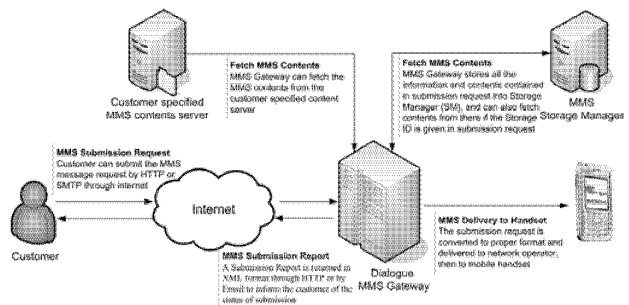 Fetch MMS Contents
MMS Gateway can fetch the
MMS contents from the
customer specified content
server
Customer specified
MMS contents server
Fetch MMS Contents
MMS Gateway stores all the
information and contents contained
in submission request into Storage
Manager (SM), and can also fetch
contents from there if the Storage
ID is given in submission request
MMS
Storage Manager
MMS Submission Request
Customer can submit the MMS
message request by HTTP or
SMTP through internet
Customer
Internet
MMS Submission Report
A Submission Report is returned in
XML format through HTTP or by
Email to inform the customer of the
status of submission
Dialogue
MMS Gateway
MMS Delivery to Handset
The submission request is
converted to proper format and
delivered to network operator,
then to mobile handset